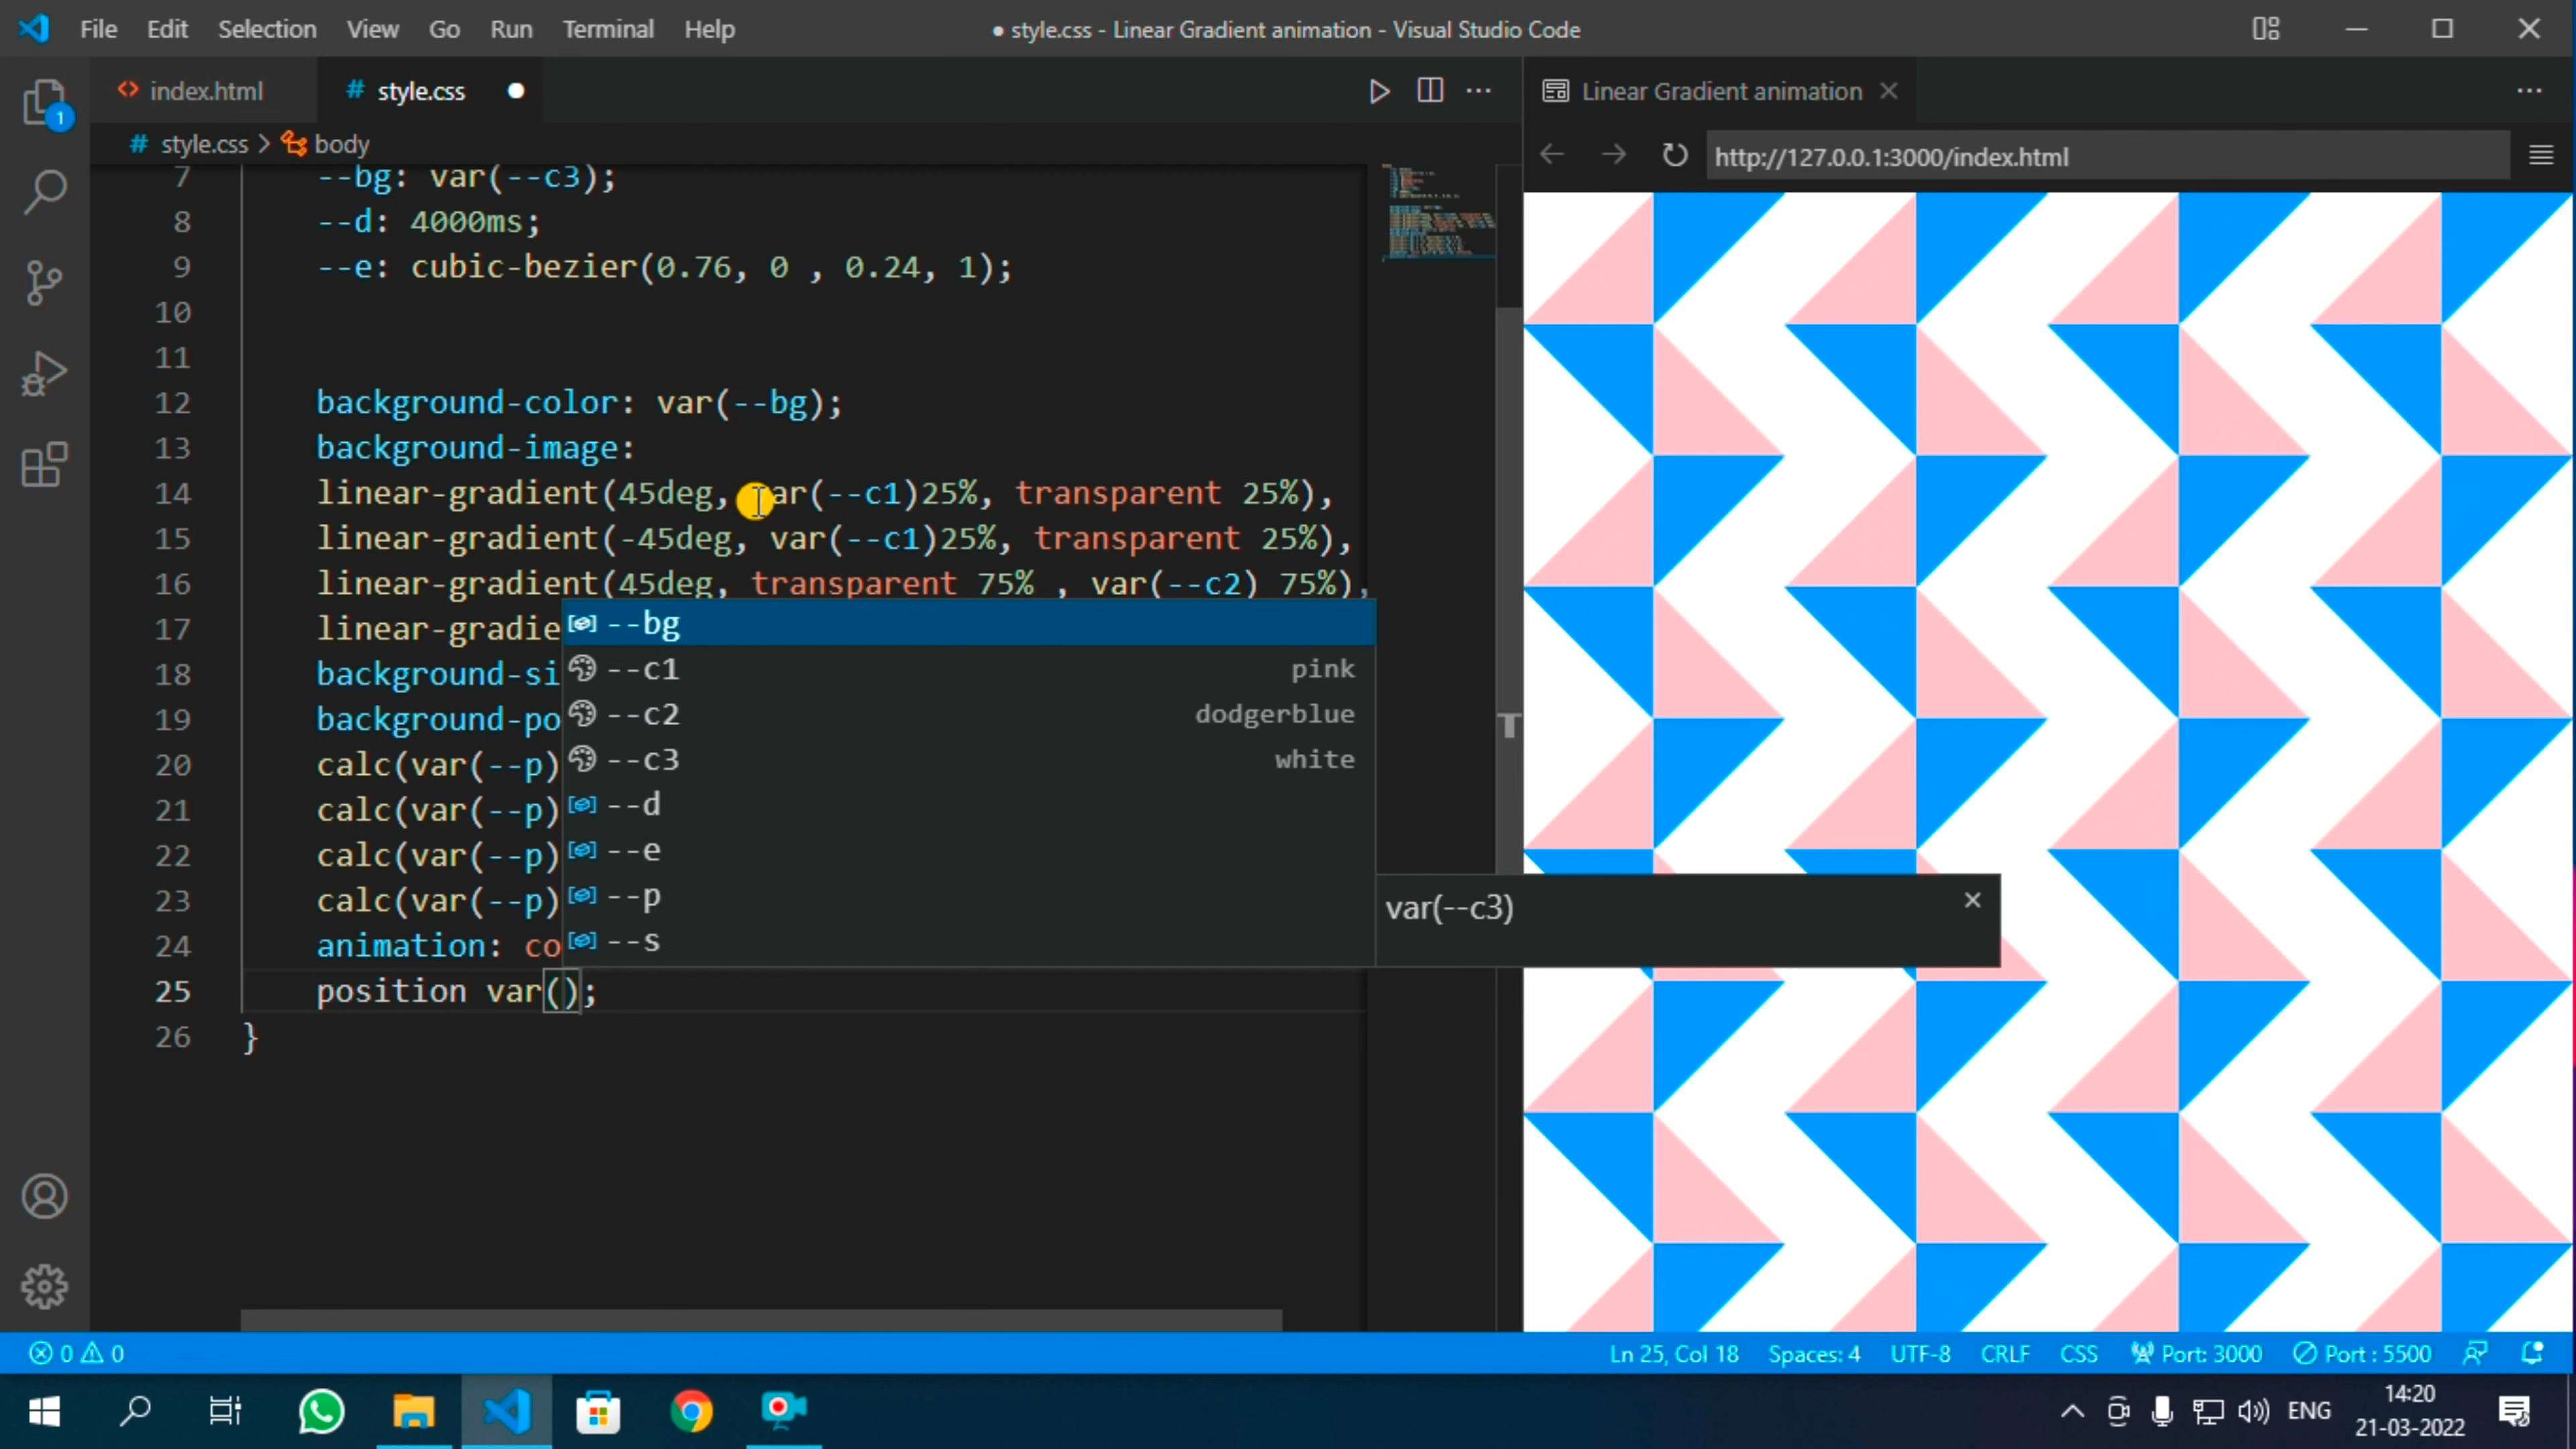 File Edit Selection View Go Run Terminal Help
● style.css - Linear Gradient animation - Visual Studio Code
index.html
# style.css
Linear Gradient animation
# style.css > body
http://127.0.0.1:3000/index.html
1
7 --bg: var(--c3);
8 --d: 4000ms;
9 --e: cubic-bezier(0.76, 0 , 0.24, 1);
10
11
12 background-color: var(--bg);
13 background-image:
14 linear-gradient(45deg, var(--c1)25%, transparent 25%),
15 linear-gradient(-45deg, var(--c1)25%, transparent 25%),
16 linear-gradient(45deg, transparent 75% , var(--c2) 75%),
17 linear-gradie
18 background-si
19 background-po
20 calc(var(--p)
21 calc(var(--p)
22 calc(var(--p)
23 calc(var(--p)
24 animation: co
25 position var();
26 }
--bg
--c1 pink
--c2 dodgerblue
--c3 white
--d
--e
--p
--s
var(--c3)
0 0
Ln 25, Col 18 Spaces: 4 UTF-8 CRLF CSS Port: 3000 Port : 5500
ENG
14:20
21-03-2022